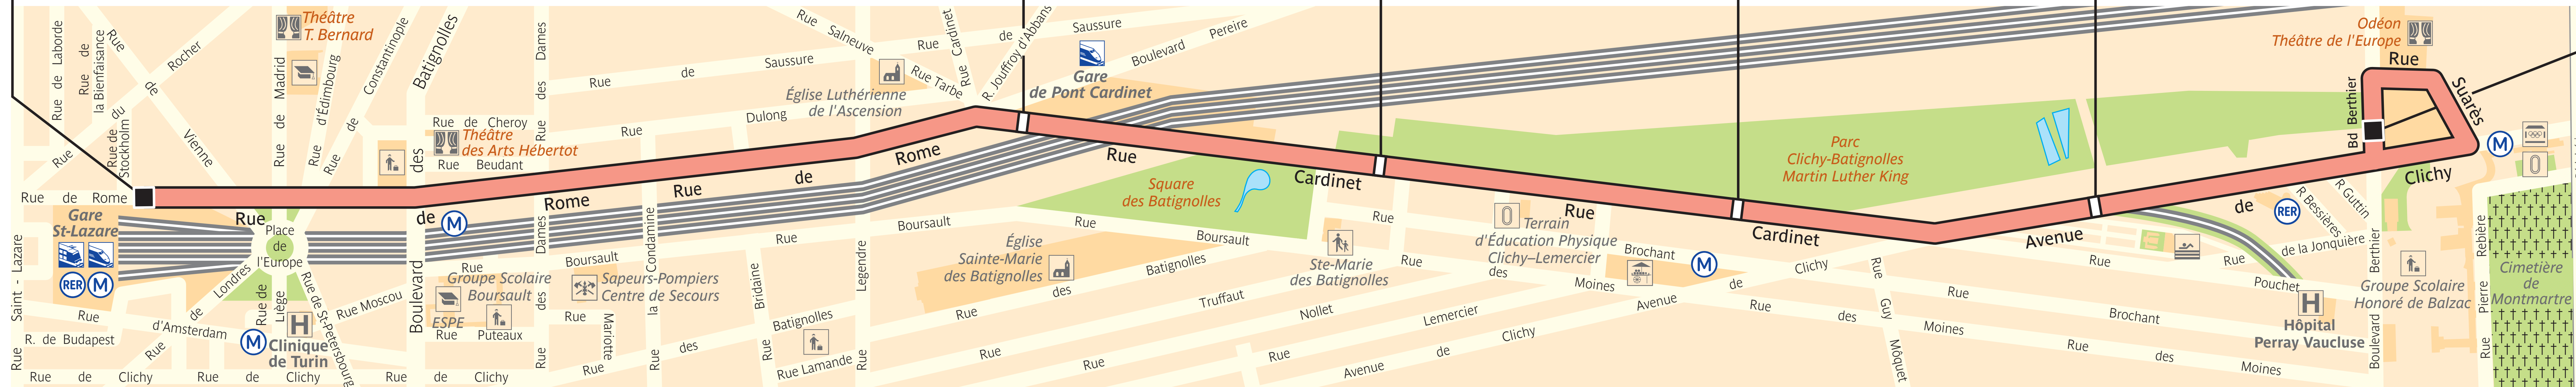 Rue de Laborde
Rue de
la Bienfaisance
Rue de Vienne
Rue du Rocher
Rue de
Stockholm
Théâtre
T. Bernard
Rue de Madrid
Rue d'Édimbourg
Rue de Constantinople
Batignolles
des
de
Boulevard
Rue de Cheroy
Théâtre
des Arts Hébertot
Rue Beudant
Rue des Dames
Rue de Saussure
Rue Dulong
Rue Salneuve
Église Luthérienne
de l'Ascension
Rue Tarbe
Rue Cardinet
R. Jouffroy d'Abbans
Rue de Saussure
Boulevard Pereire
Gare
de Pont Cardinet
Odéon
Théâtre de l'Europe
Rue
Suarès
Bd Berthier
M
Parc
Clichy-Batignolles
Martin Luther King
Rue de Rome
Gare
St-Lazare
RER M
Rue Saint - Lazare
Rue
de
Rome
Rue de Rome
Place
de
l'Europe
M
Rue de Londres
Rue de Liège
Rue de St-Petersbourg
Rue Moscou
Rue d'Amsterdam
R. de Budapest
Rue
M
H
Clinique
de Turin
Rue de Clichy
Rue de Clichy
Rue de Clichy
Rue Boursault
Groupe Scolaire
Boursault
ESPE
Rue Puteaux
Rue des Dames
Sapeurs-Pompiers
Centre de Secours
Rue Mariotte
Rue la Condamine
Rue des Batignolles
Rue Bridaine
Rue Lamande
Rue Legendre
Rue Boursault
Square
des Batignolles
Rue Boursault
Église
Sainte-Marie
des Batignolles
Rue des Batignolles
Rue Truffaut
Rue Nollet
Rue Lemercier
Avenue de Clichy
Rue Cardinet
Ste-Marie
des Batignolles
Rue
Rue des Moines
Terrain
d'Éducation Physique
Clichy–Lemercier
Rue Cardinet
Brochant
M
Avenue de Clichy
Rue des Moines
Rue Guy Môquet
Rue Brochant
Rue des Moines
Avenue de Clichy
Rue
Rue Pouchet
RER
R Bessières
R Guttin
de la Jonquière
H
Hôpital
Perray Vaucluse
Boulevard Berthier
Groupe Scolaire
Honoré de Balzac
Rue Pierre Rebière
Cimetière
de
Montmartre